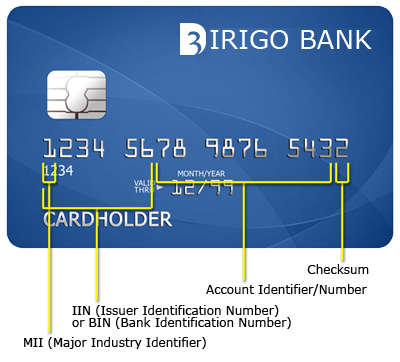 BIRIGO BANK
1234 5678 9876 5432
1234
MONTH/YEAR
VALID THRU 12/99
CARDHOLDER
Checksum
Account Identifier/Number
IIN (Issuer Identification Number)
or BIN (Bank Identification Number)
MII (Major Industry Identifier)